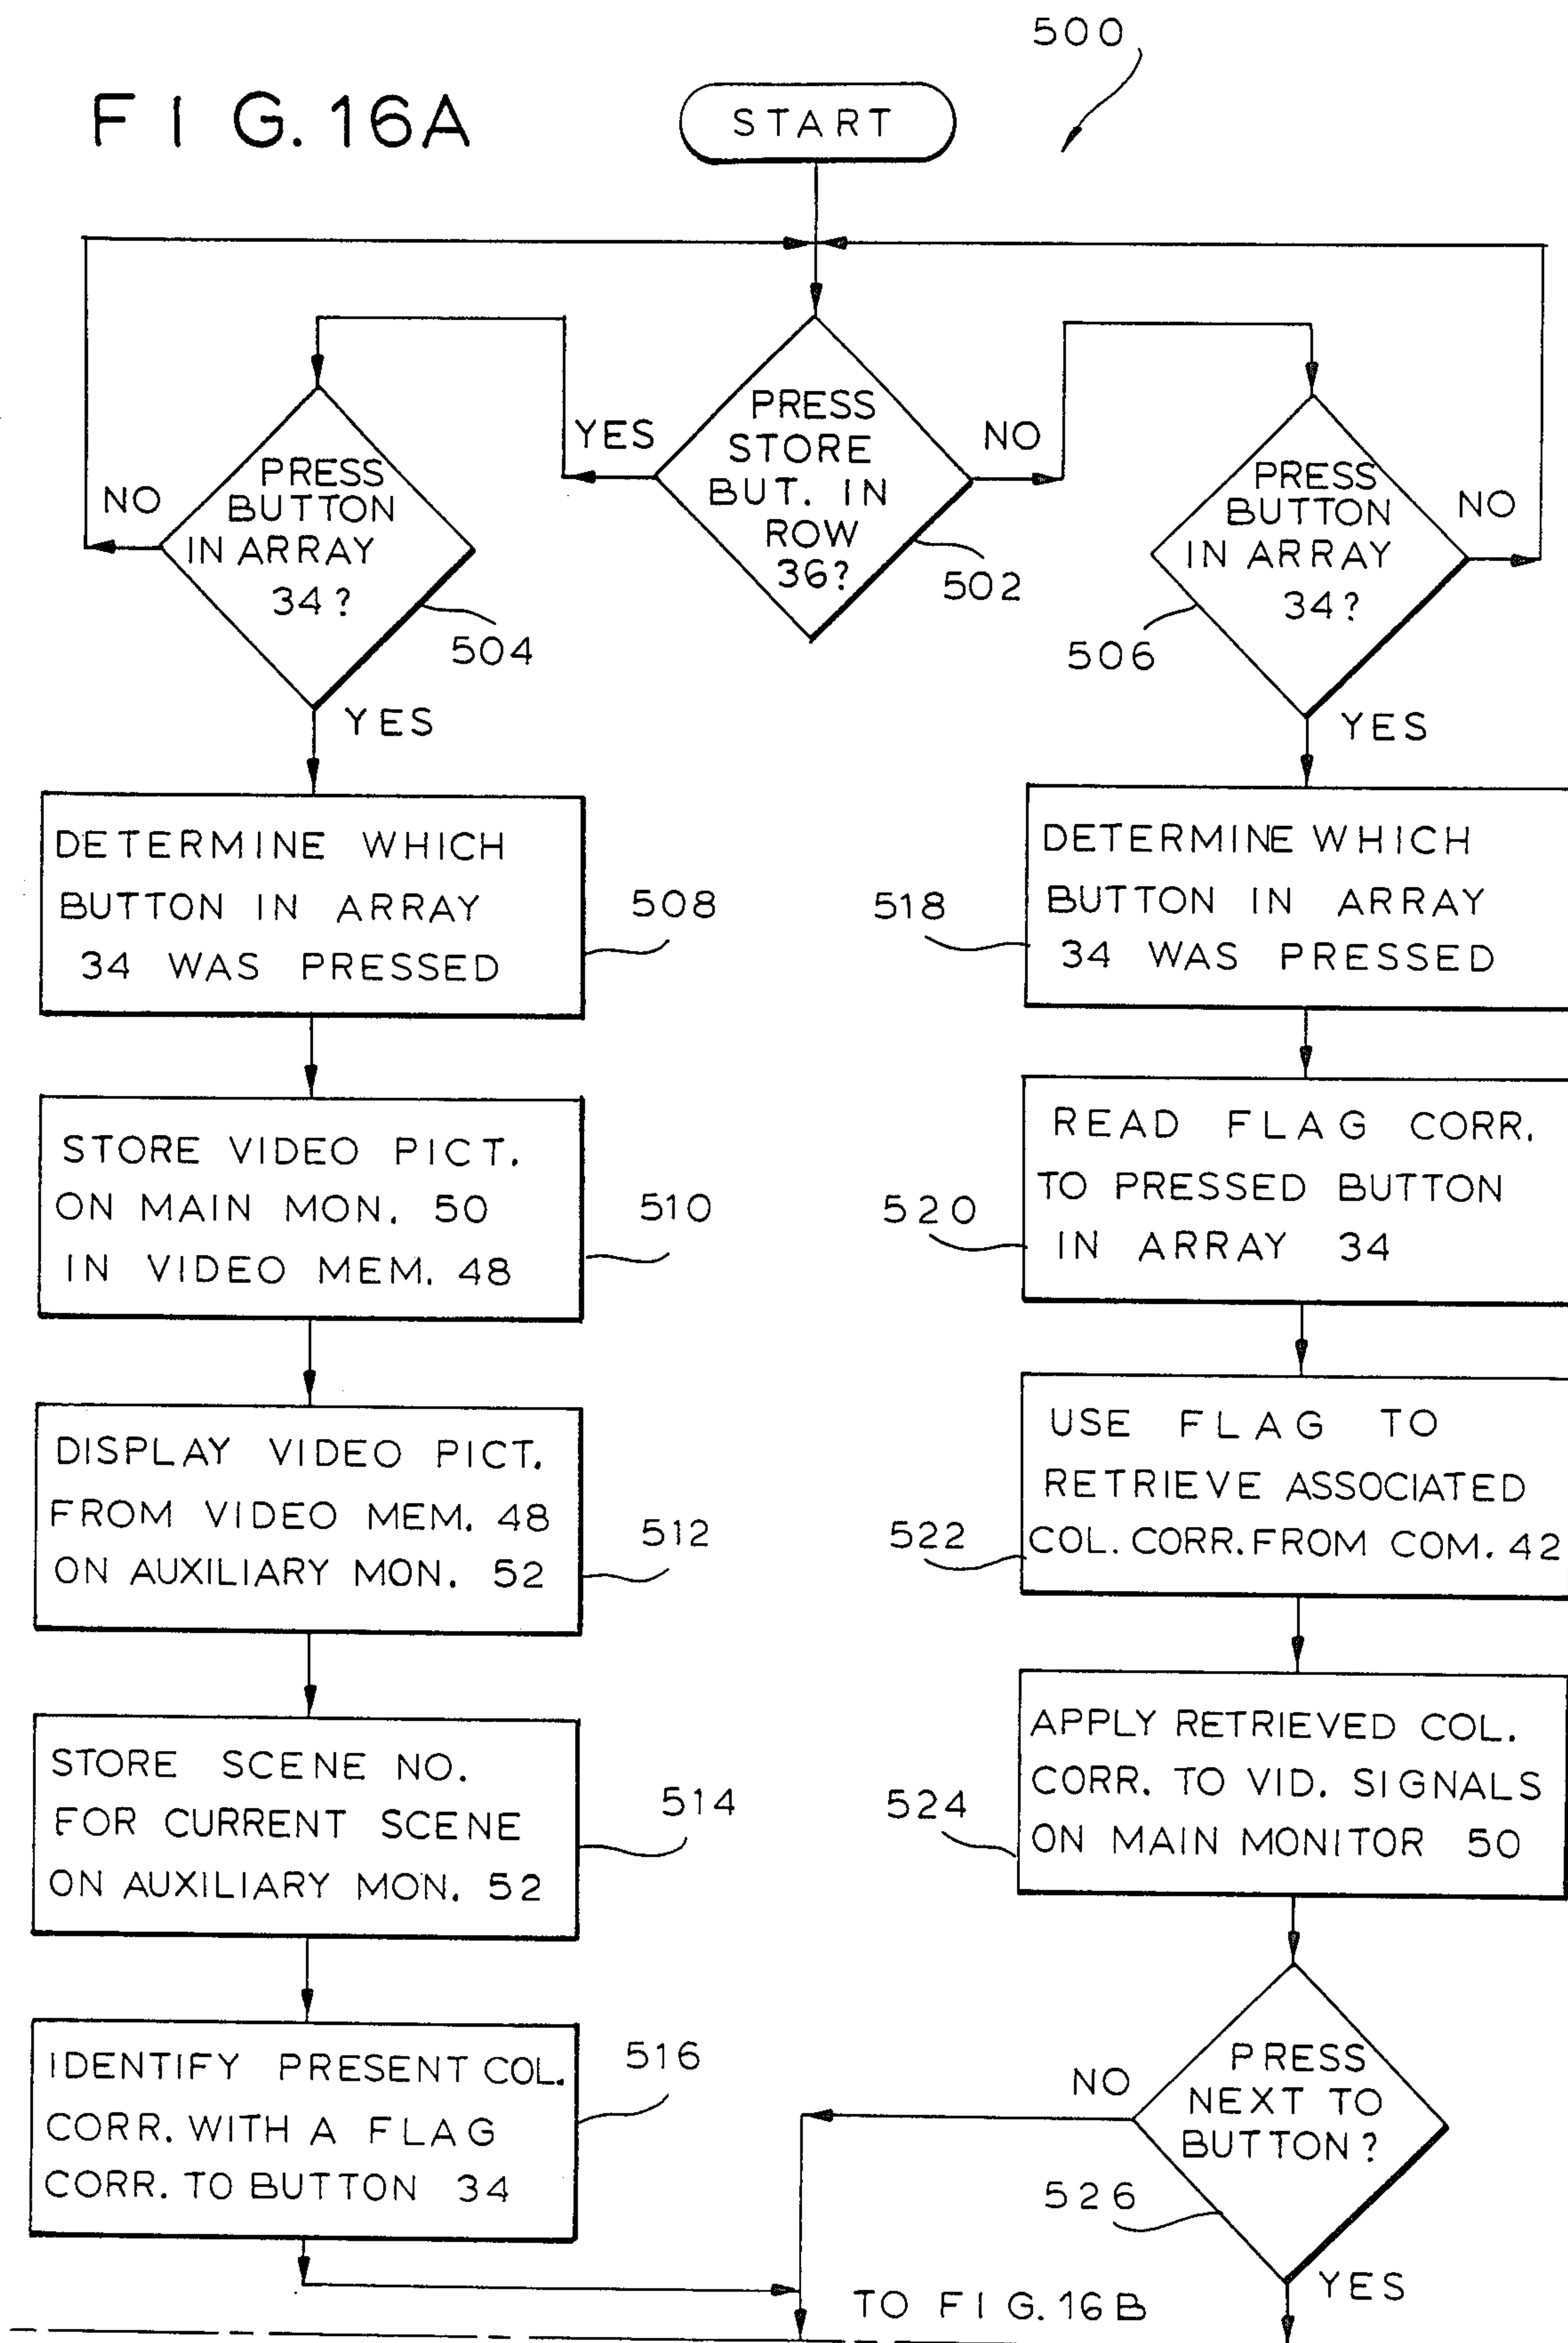 500
FIG. 16A
START
PRESS
STORE
BUT. IN
ROW
36?
YES
NO
502
PRESS
BUTTON
IN ARRAY
34?
NO
504
YES
PRESS
BUTTON
IN ARRAY
34?
NO
506
YES
DETERMINE WHICH
BUTTON IN ARRAY
34 WAS PRESSED
508
STORE VIDEO PICT.
ON MAIN MON. 50
IN VIDEO MEM. 48
510
DISPLAY VIDEO PICT.
FROM VIDEO MEM. 48
ON AUXILIARY MON. 52
512
STORE SCENE NO.
FOR CURRENT SCENE
ON AUXILIARY MON. 52
514
IDENTIFY PRESENT COL.
CORR. WITH A FLAG
CORR. TO BUTTON 34
516
DETERMINE WHICH
BUTTON IN ARRAY
34 WAS PRESSED
518
READ FLAG CORR.
TO PRESSED BUTTON
IN ARRAY 34
520
USE FLAG TO
RETRIEVE ASSOCIATED
COL. CORR. FROM COM. 42
522
APPLY RETRIEVED COL.
CORR. TO VID. SIGNALS
ON MAIN MONITOR 50
524
PRESS
NEXT TO
BUTTON?
NO
526
YES
TO FIG. 16B